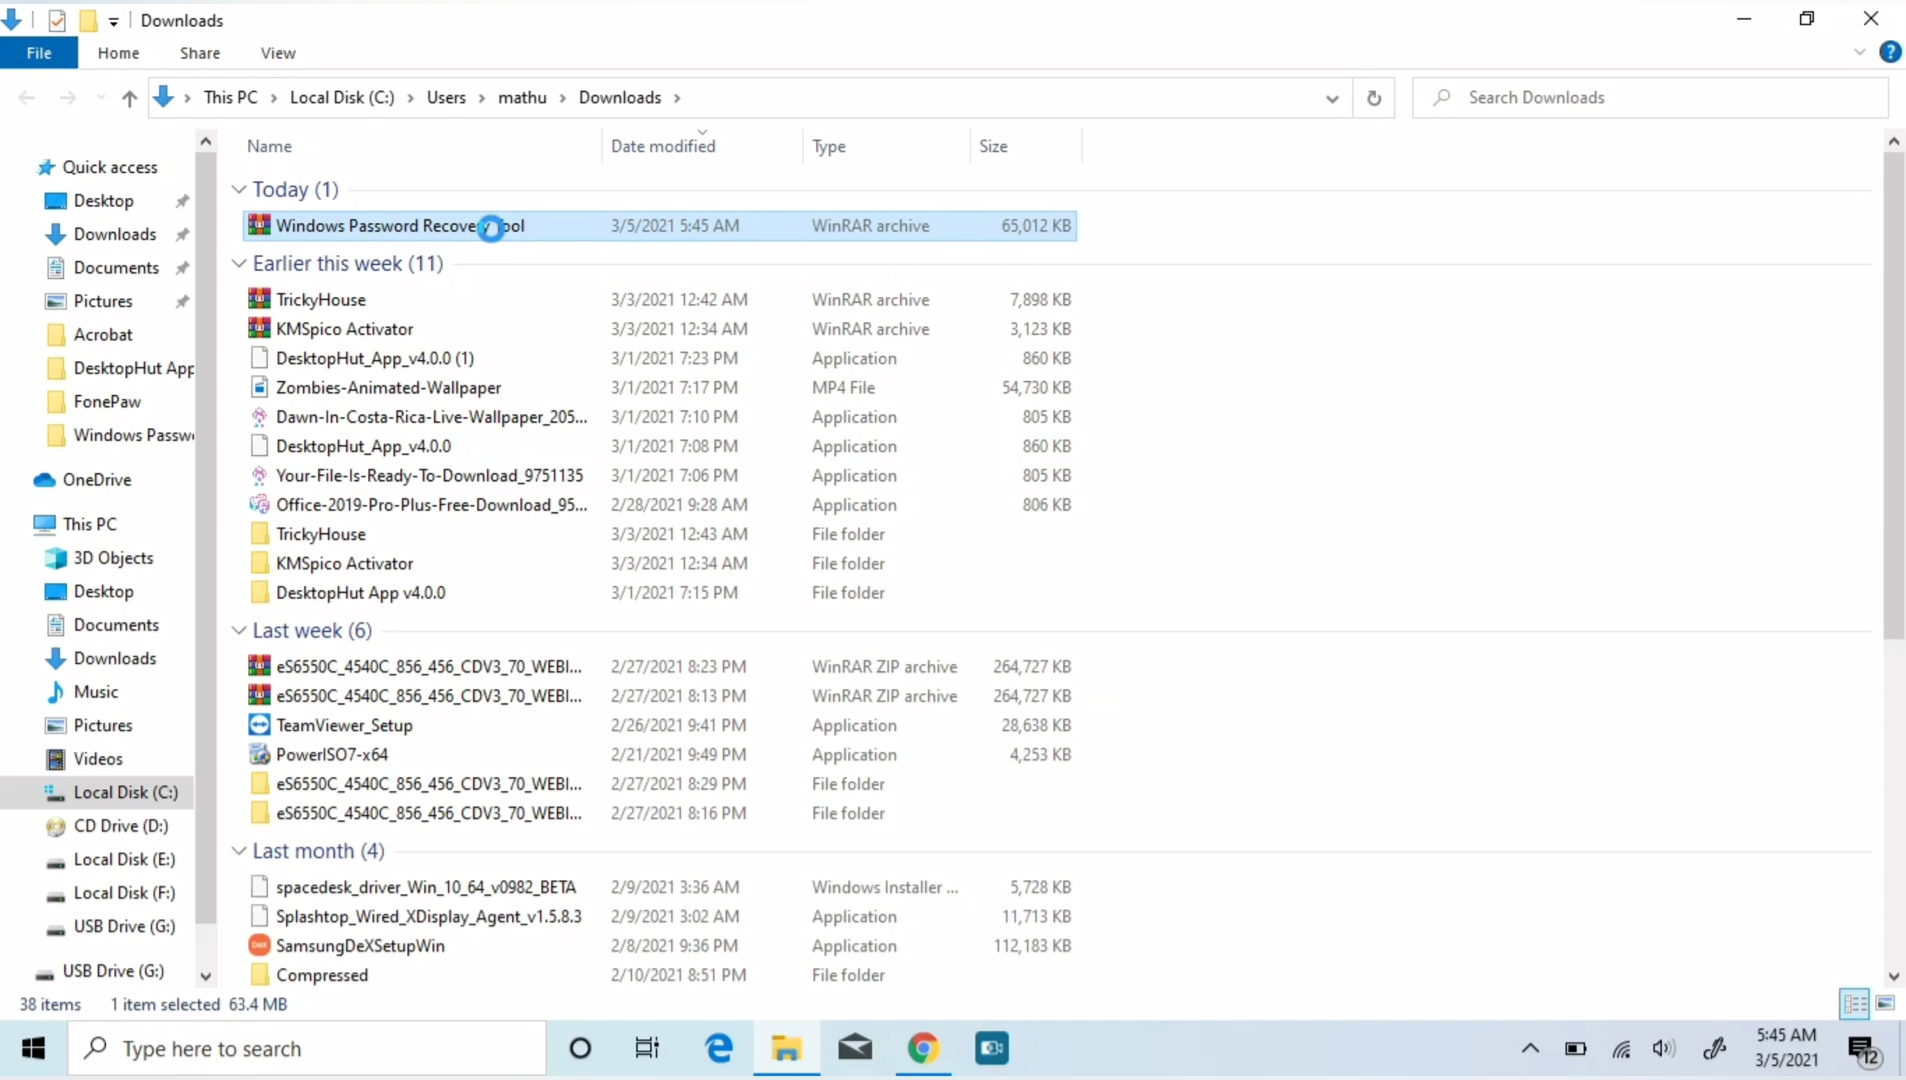 Downloads
File Home Share View
This PC Local Disk (C:) Users mathu Downloads Search Downloads
Name Date modified Type Size
Quick access
Desktop
Downloads
Documents
Pictures
Acrobat
DesktopHut App
FonePaw
Windows Passw
OneDrive
This PC
3D Objects
Desktop
Documents
Downloads
Music
Pictures
Videos
Local Disk (C:)
CD Drive (D:)
Local Disk (E:)
Local Disk (F:)
USB Drive (G:)
USB Drive (G:)
Today (1)
Windows Password Recovery Tool 3/5/2021 5:45 AM WinRAR archive 65,012 KB
Earlier this week (11)
TrickyHouse 3/3/2021 12:42 AM WinRAR archive 7,898 KB
KMSpico Activator 3/3/2021 12:34 AM WinRAR archive 3,123 KB
DesktopHut_App_v4.0.0 (1) 3/1/2021 7:23 PM Application 860 KB
Zombies-Animated-Wallpaper 3/1/2021 7:17 PM MP4 File 54,730 KB
Dawn-In-Costa-Rica-Live-Wallpaper_205... 3/1/2021 7:10 PM Application 805 KB
DesktopHut_App_v4.0.0 3/1/2021 7:08 PM Application 860 KB
Your-File-Is-Ready-To-Download_9751135 3/1/2021 7:06 PM Application 805 KB
Office-2019-Pro-Plus-Free-Download_95... 2/28/2021 9:28 AM Application 806 KB
TrickyHouse 3/3/2021 12:43 AM File folder
KMSpico Activator 3/3/2021 12:34 AM File folder
DesktopHut App v4.0.0 3/1/2021 7:15 PM File folder
Last week (6)
eS6550C_4540C_856_456_CDV3_70_WEBI... 2/27/2021 8:23 PM WinRAR ZIP archive 264,727 KB
eS6550C_4540C_856_456_CDV3_70_WEBI... 2/27/2021 8:13 PM WinRAR ZIP archive 264,727 KB
TeamViewer_Setup 2/26/2021 9:41 PM Application 28,638 KB
PowerISO7-x64 2/21/2021 9:49 PM Application 4,253 KB
eS6550C_4540C_856_456_CDV3_70_WEBI... 2/27/2021 8:29 PM File folder
eS6550C_4540C_856_456_CDV3_70_WEBI... 2/27/2021 8:16 PM File folder
Last month (4)
spacedesk_driver_Win_10_64_v0982_BETA 2/9/2021 3:36 AM Windows Installer ... 5,728 KB
Splashtop_Wired_XDisplay_Agent_v1.5.8.3 2/9/2021 3:02 AM Application 11,713 KB
SamsungDeXSetupWin 2/8/2021 9:36 PM Application 112,183 KB
Compressed 2/10/2021 8:51 PM File folder
38 items 1 item selected 63.4 MB
Type here to search
5:45 AM
3/5/2021
12